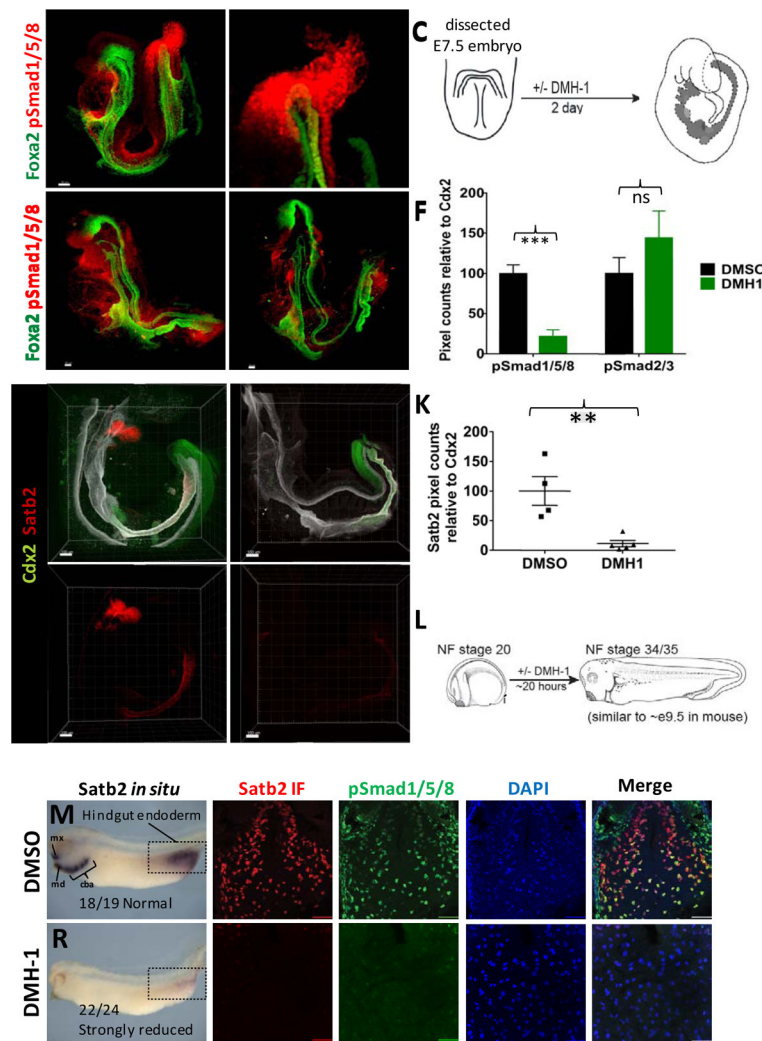 Foxa2 pSmad1/5/8
Foxa2 pSmad1/5/8
C
dissected
E7.5 embryo
+/- DMH-1
2 day
F
Pixel counts relative to Cdx2
200
150
100
50
0
***
ns
DMSO
DMH1
pSmad1/5/8
pSmad2/3
Cdx2 Satb2
K
Satb2 pixel counts
relative to Cdx2
200
150
100
50
0
**
DMSO
DMH1
L
NF stage 20
+/- DMH-1
~20 hours
NF stage 34/35
(similar to ~e9.5 in mouse)
Satb2 in situ
Satb2 IF
pSmad1/5/8
DAPI
Merge
DMSO
M
Hindgut endoderm
mx
md
cba
18/19 Normal
DMH-1
R
22/24
Strongly reduced